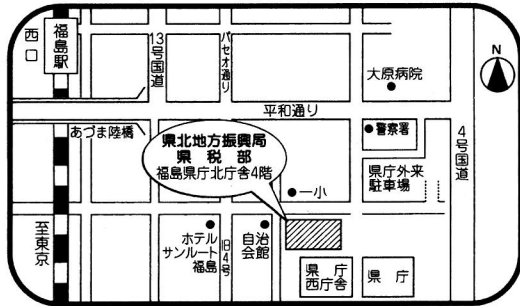 西口
福島駅
13号国道
パセオ通り
大原病院
N
平和通り
あづま陸橋
警察署
4号国道
県北地方振興局
県税部
福島県庁北庁舎4階
県庁外来
駐車場
一小
至東京
ホテル
サンルート
福島
旧4号
自治
会館
県庁
西庁舎
県庁